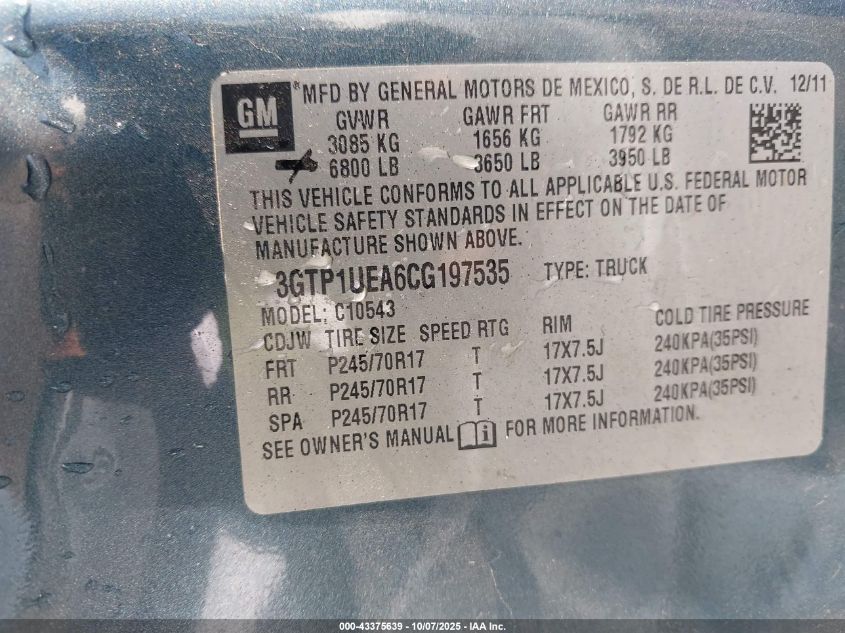 GM
*MFD BY GENERAL MOTORS DE MEXICO, S. DE R.L. DE C.V. 12/11
GVWR GAWR FRT GAWR RR
3085 KG 1656 KG 1792 KG
6800 LB 3650 LB 3950 LB
THIS VEHICLE CONFORMS TO ALL APPLICABLE U.S. FEDERAL MOTOR
VEHICLE SAFETY STANDARDS IN EFFECT ON THE DATE OF
MANUFACTURE SHOWN ABOVE.
3GTP1UEA6CG197535 TYPE: TRUCK
MODEL: C10543
CDJW TIRE SIZE SPEED RTG RIM COLD TIRE PRESSURE
FRT P245/70R17 T 17X7.5J 240KPA(35PSI)
RR P245/70R17 T 17X7.5J 240KPA(35PSI)
SPA P245/70R17 T 17X7.5J 240KPA(35PSI)
SEE OWNER'S MANUAL i FOR MORE INFORMATION.
000-43375639 - 10/07/2025 - IAA Inc.